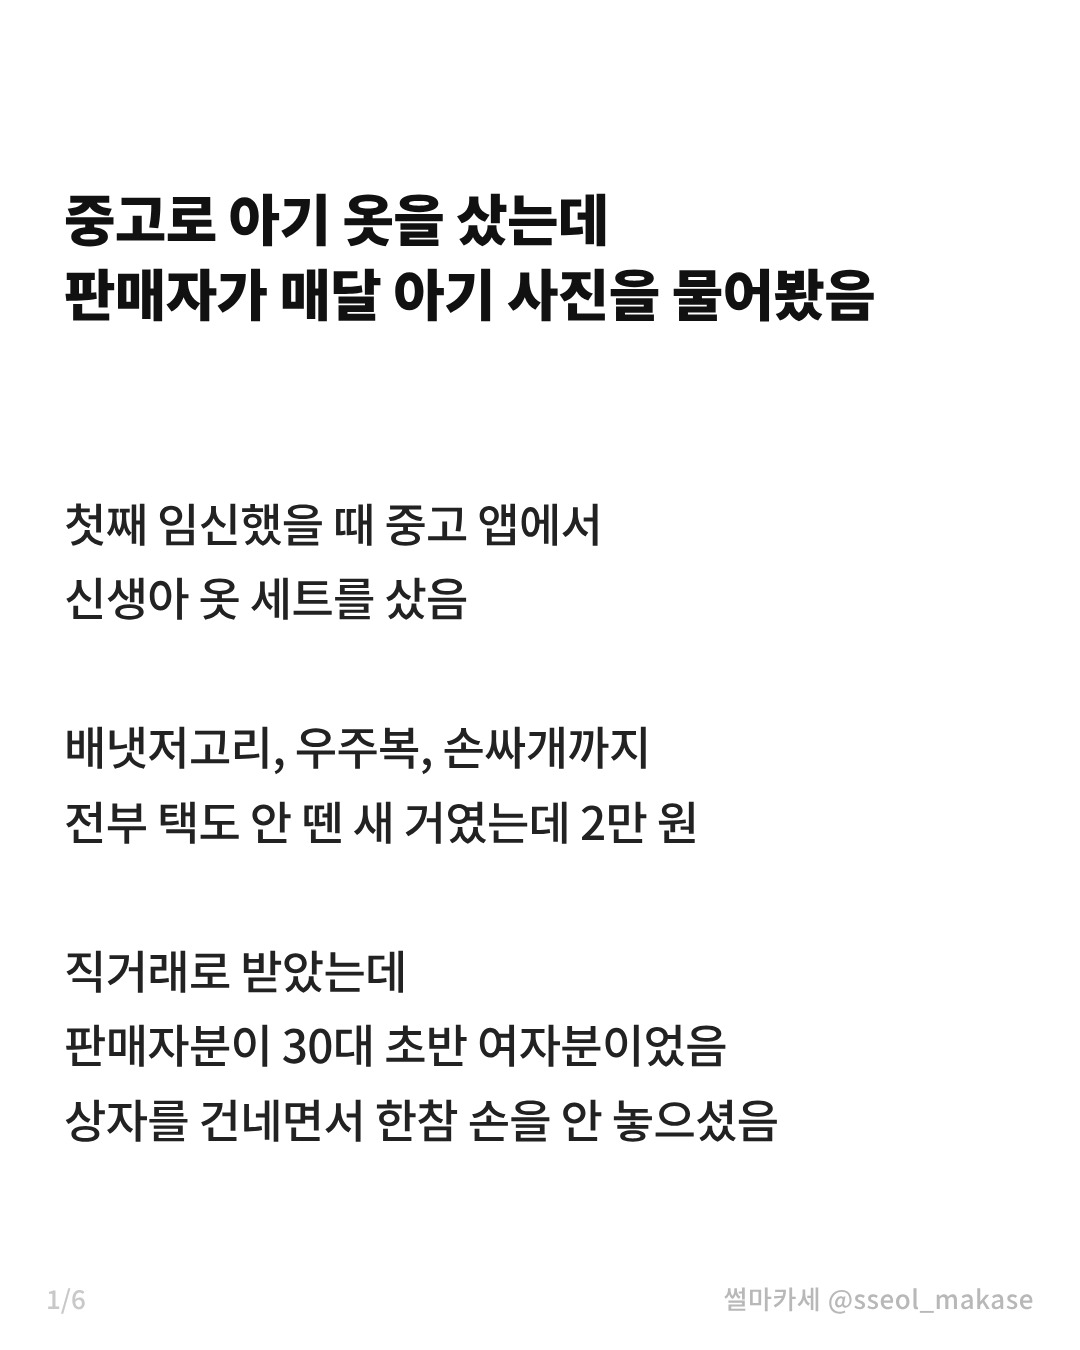 중고로 아기 옷을 샀는데
판매자가 매달 아기 사진을 물어봤음
첫째 임신했을 때 중고 앱에서
신생아 옷 세트를 샀음
배냇저고리, 우주복, 손싸개까지
전부 택도 안 뗀 새 거였는데 2만 원
직거래로 받았는데
판매자분이 30대 초반 여자분이었음
상자를 건네면서 한참 손을 안 놓으셨음
1/6
썰마카세 @sseol_makase